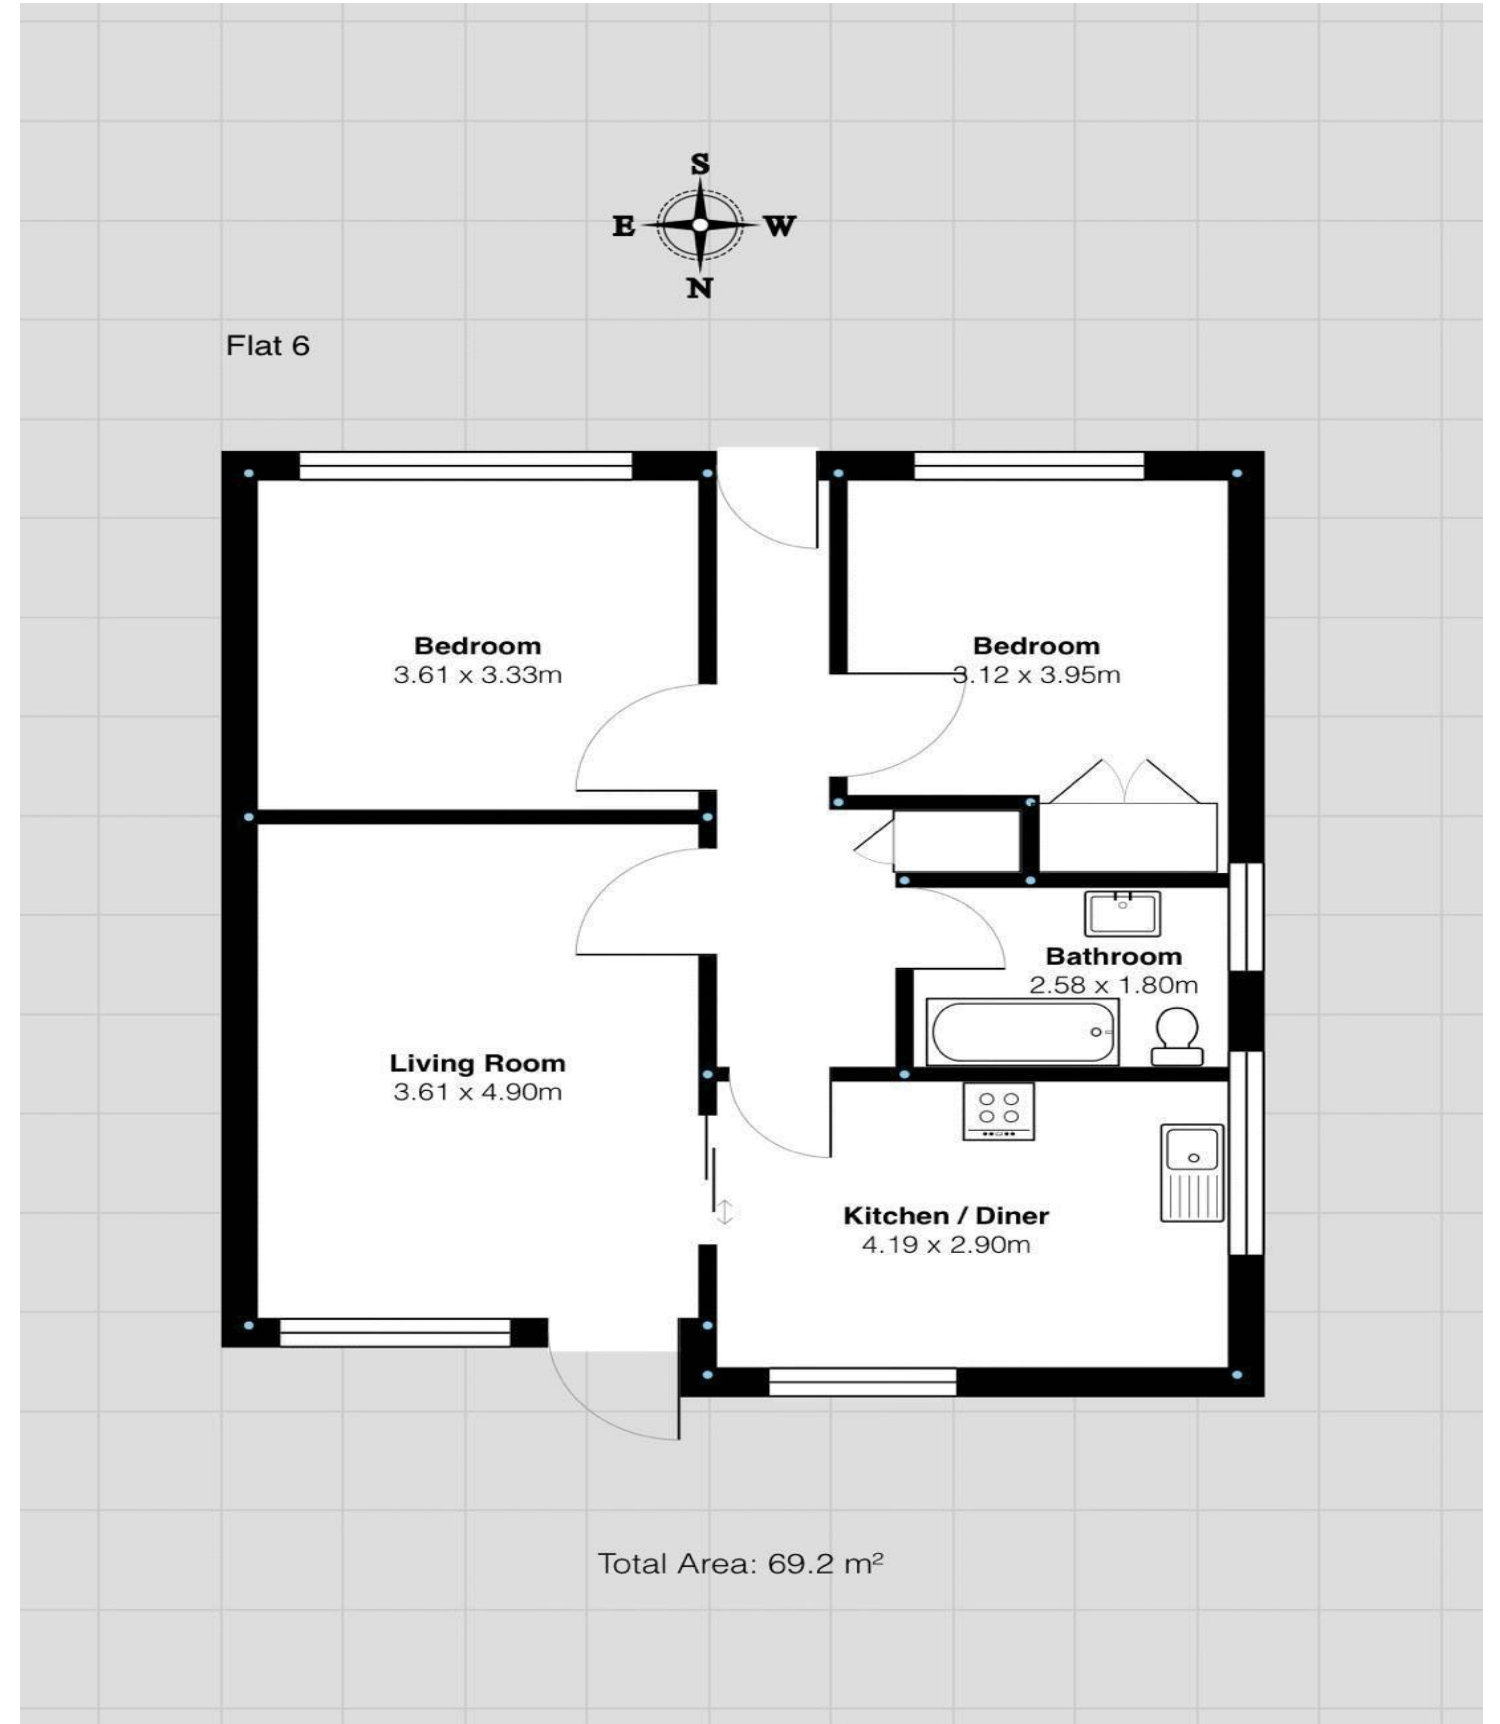 S
E W
N
Flat 6
Bedroom
3.61 x 3.33m
Bedroom
3.12 x 3.95m
Bathroom
2.58 x 1.80m
Living Room
3.61 x 4.90m
Kitchen / Diner
4.19 x 2.90m
Total Area: 69.2 m²